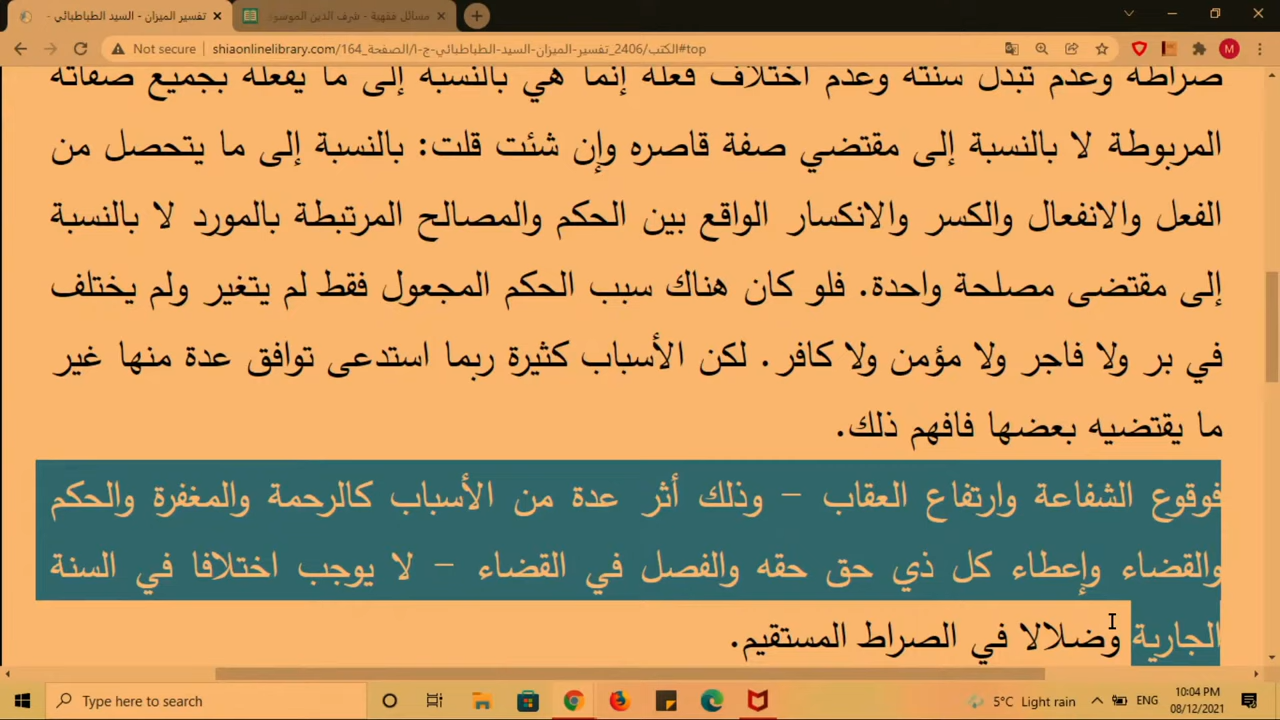 تفسير الميزان - السيد الطباطبائي -
مسائل فقهية - شرف الدين الموسو
Not secure
shiaonlinelibrary.com/الكتب/2406_تفسير-الميزان-السيد-الطباطبائي-ج-١/الصفحة_164#top
M
صراطه وعدم تبدل سنته وعدم اختلاف فعله إنما هي بالنسبة إلى ما يفعله بجميع صفاته
المربوطة لا بالنسبة إلى مقتضي صفة قاصره وإن شئت قلت: بالنسبة إلى ما يتحصل من
الفعل والانفعال والكسر والانكسار الواقع بين الحكم والمصالح المرتبطة بالمورد لا بالنسبة
إلى مقتضى مصلحة واحدة. فلو كان هناك سبب الحكم المجعول فقط لم يتغير ولم يختلف
في بر ولا فاجر ولا مؤمن ولا كافر. لكن الأسباب كثيرة ربما استدعى توافق عدة منها غير
ما يقتضيه بعضها فافهم ذلك.
فوقوع الشفاعة وارتفاع العقاب – وذلك أثر عدة من الأسباب كالرحمة والمغفرة والحكم
والقضاء وإعطاء كل ذي حق حقه والفصل في القضاء – لا يوجب اختلافا في السنة
الجارية وضلالا في الصراط المستقيم.
Type here to search
5°C Light rain
ENG
10:04 PM
08/12/2021